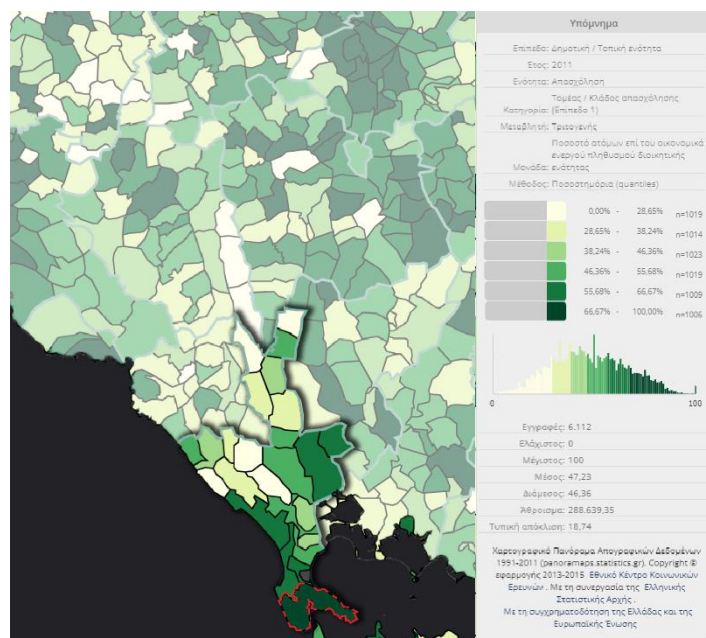 Υπόμνημα
Επίπεδο: Δημοτική / Τοπική ενότητα
Ετος: 2011
Ενότητα: Απασχόληση
Τομέας / Κλάδος απασχόλησης
Κατηγορία: (Επίπεδο 1)
Μεταβλητή: Τριτογενής
Ποσοστό ατόμων επί του οικονομικά
ενεργού πληθυσμού διοικητικής
Μονάδα: ενότητας
Μέθοδος: Ποσοστημόρια (quantiles)
0,00% - 28,65% n=1019
28,65% - 38,24% n=1014
38,24% - 46,36% n=1023
46,36% - 55,68% n=1019
55,68% - 66,67% n=1009
66,67% - 100,00% n=1006
0 100
Εγγραφές: 6.112
Ελάχιστος: 0
Μέγιστος: 100
Μέσος: 47,23
Διάμεσος: 46,36
Άθροισμα: 288.639,35
Τυπική απόκλιση: 18,74
Χαρτογραφικό Πανόραμα Απογραφικών Δεδομένων
1991-2011 (panoramaps.statistics.gr). Copyright ©
εφαρμογής 2013-2015 Εθνικό Κέντρο Κοινωνικών
Ερευνών . Με τη συνεργασία της Ελληνικής
Στατιστικής Αρχής .
Με τη συγχρηματοδότηση της Ελλάδας και της
Ευρωπαϊκής Ένωσης